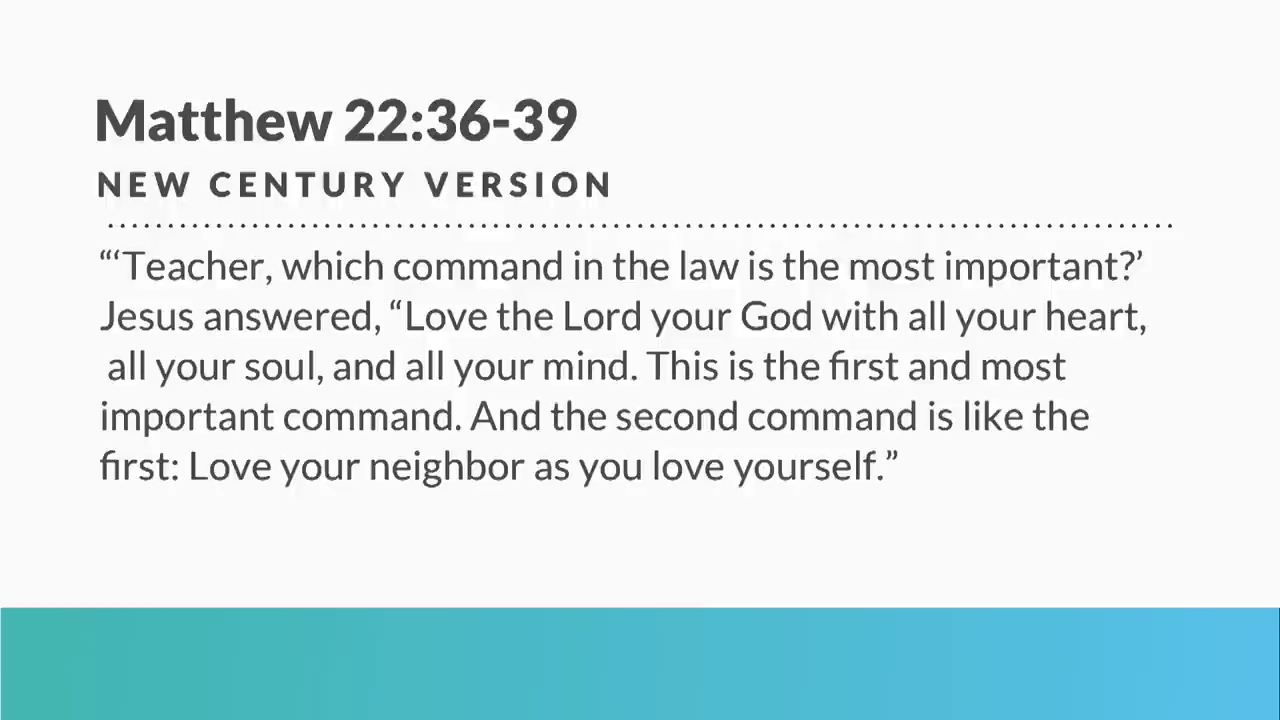 Matthew 22:36-39
NEW CENTURY VERSION
“‘Teacher, which command in the law is the most important?’
Jesus answered, “Love the Lord your God with all your heart,
all your soul, and all your mind. This is the first and most
important command. And the second command is like the
first: Love your neighbor as you love yourself.”